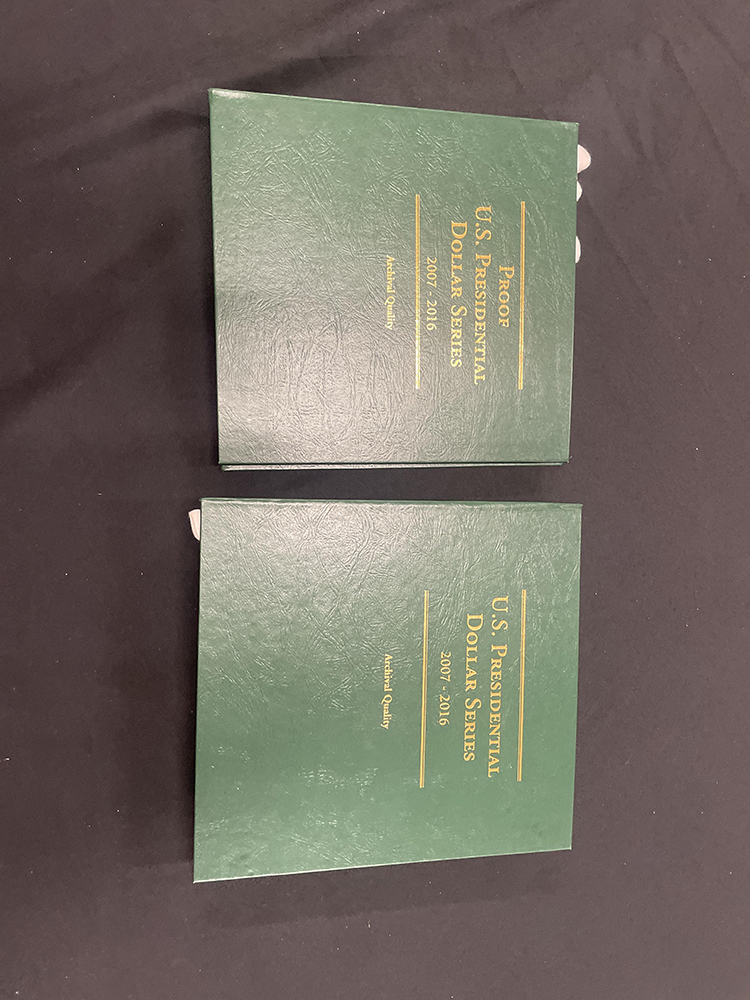 PROOF
U.S. PRESIDENTIAL
DOLLAR SERIES
2007 - 2016
Archival Quality
U.S. PRESIDENTIAL
DOLLAR SERIES
2007 - 2016
Archival Quality